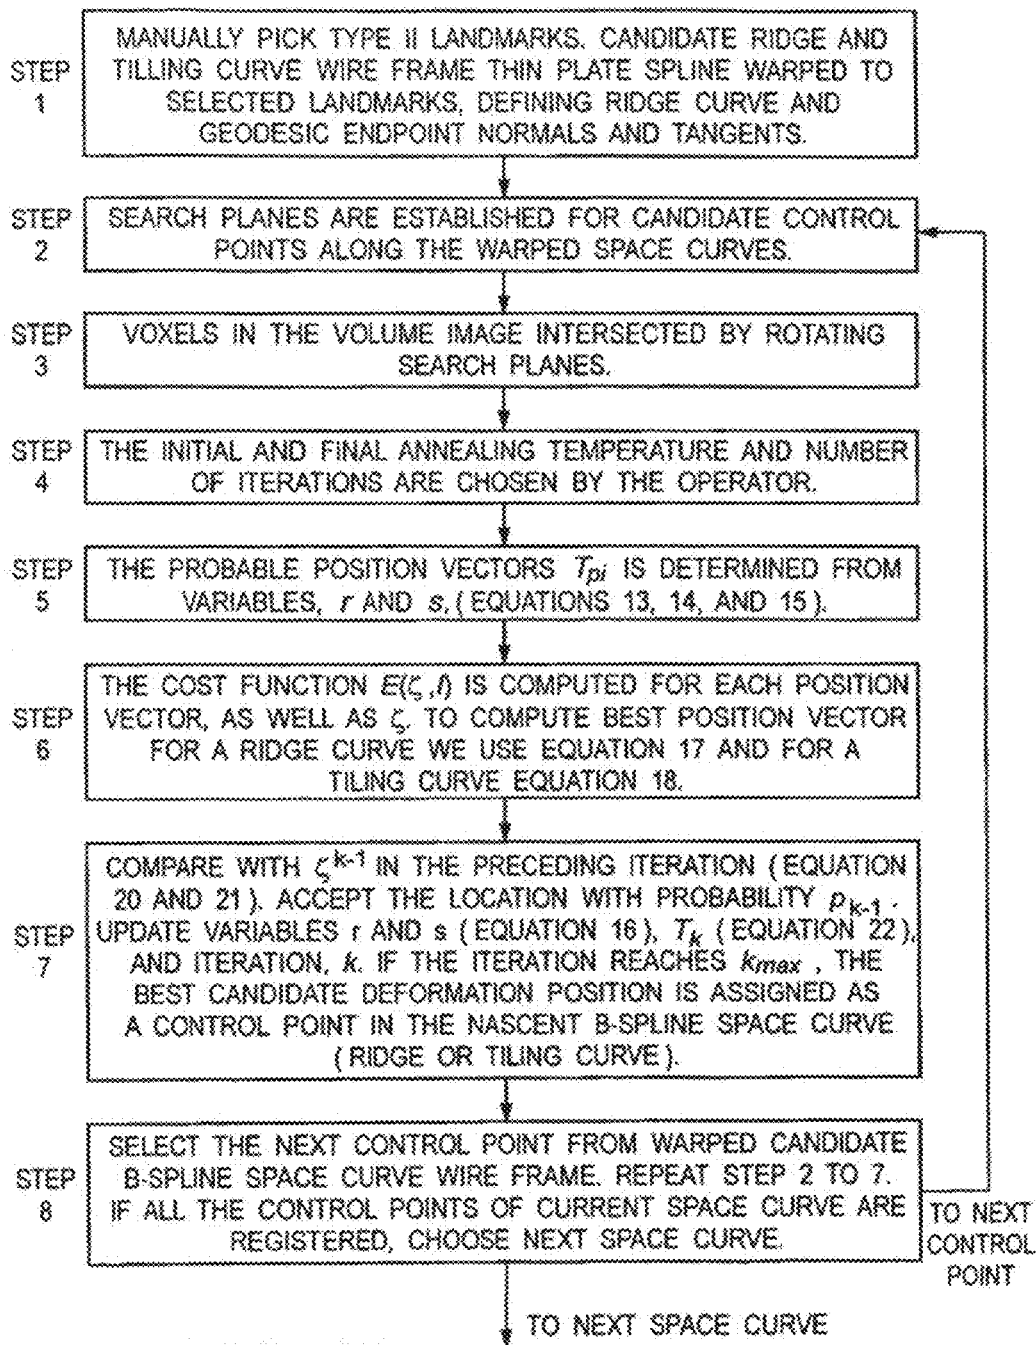 STEP
1
MANUALLY PICK TYPE II LANDMARKS. CANDIDATE RIDGE AND
TILLING CURVE WIRE FRAME THIN PLATE SPLINE WARPED TO
SELECTED LANDMARKS, DEFINING RIDGE CURVE AND
GEODESIC ENDPOINT NORMALS AND TANGENTS.
STEP
2
SEARCH PLANES ARE ESTABLISHED FOR CANDIDATE CONTROL
POINTS ALONG THE WARPED SPACE CURVES.
STEP
3
VOXELS IN THE VOLUME IMAGE INTERSECTED BY ROTATING
SEARCH PLANES.
STEP
4
THE INITIAL AND FINAL ANNEALING TEMPERATURE AND NUMBER
OF ITERATIONS ARE CHOSEN BY THE OPERATOR.
STEP
5
THE PROBABLE POSITION VECTORS T_pi IS DETERMINED FROM
VARIABLES, r AND s, (EQUATIONS 13, 14, AND 15).
STEP
6
THE COST FUNCTION E(ζ,I) IS COMPUTED FOR EACH POSITION
VECTOR, AS WELL AS ζ. TO COMPUTE BEST POSITION VECTOR
FOR A RIDGE CURVE WE USE EQUATION 17 AND FOR A
TILING CURVE EQUATION 18.
STEP
7
COMPARE WITH ζ^k-1 IN THE PRECEDING ITERATION (EQUATION
20 AND 21). ACCEPT THE LOCATION WITH PROBABILITY p_k-1.
UPDATE VARIABLES r AND s (EQUATION 16), T_k (EQUATION 22),
AND ITERATION, k. IF THE ITERATION REACHES k_max, THE
BEST CANDIDATE DEFORMATION POSITION IS ASSIGNED AS
A CONTROL POINT IN THE NASCENT B-SPLINE SPACE CURVE
(RIDGE OR TILING CURVE).
STEP
8
SELECT THE NEXT CONTROL POINT FROM WARPED CANDIDATE
B-SPLINE SPACE CURVE WIRE FRAME. REPEAT STEP 2 TO 7.
IF ALL THE CONTROL POINTS OF CURRENT SPACE CURVE ARE
REGISTERED, CHOOSE NEXT SPACE CURVE.
TO NEXT
CONTROL
POINT
TO NEXT SPACE CURVE